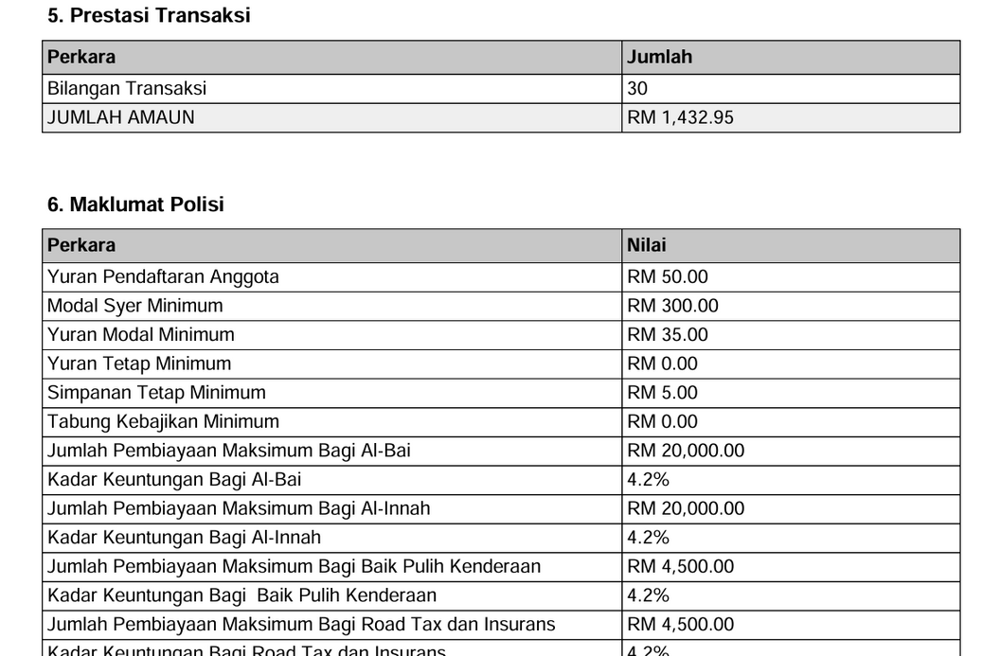 5. Prestasi Transaksi
Perkara Jumlah
Bilangan Transaksi 30
JUMLAH AMAUN RM 1,432.95
6. Maklumat Polisi
Perkara Nilai
Yuran Pendaftaran Anggota RM 50.00
Modal Syer Minimum RM 300.00
Yuran Modal Minimum RM 35.00
Yuran Tetap Minimum RM 0.00
Simpanan Tetap Minimum RM 5.00
Tabung Kebajikan Minimum RM 0.00
Jumlah Pembiayaan Maksimum Bagi Al-Bai RM 20,000.00
Kadar Keuntungan Bagi Al-Bai 4.2%
Jumlah Pembiayaan Maksimum Bagi Al-Innah RM 20,000.00
Kadar Keuntungan Bagi Al-Innah 4.2%
Jumlah Pembiayaan Maksimum Bagi Baik Pulih Kenderaan RM 4,500.00
Kadar Keuntungan Bagi  Baik Pulih Kenderaan 4.2%
Jumlah Pembiayaan Maksimum Bagi Road Tax dan Insurans RM 4,500.00
Kadar Keuntungan Bagi Road Tax dan Insurans 4.2%